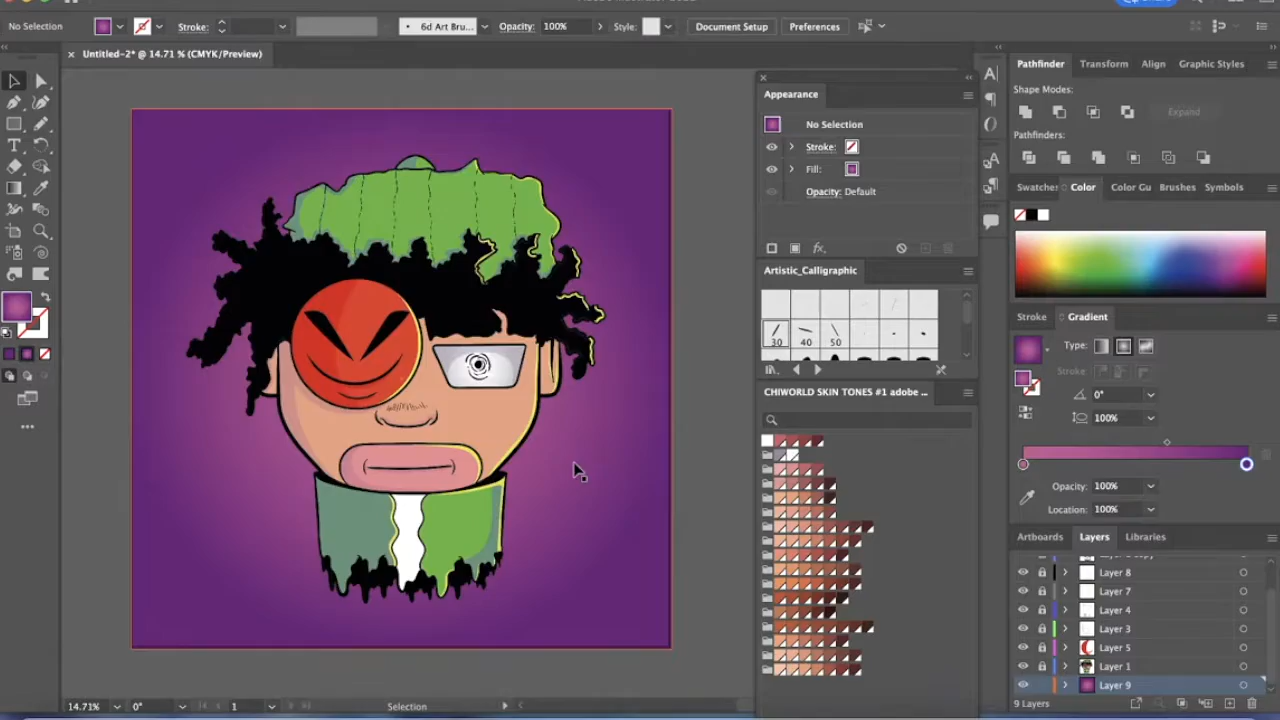 No Selection
Stroke:
6d Art Bru...
Opacity:
100%
Style:
Document Setup
Preferences
Untitled-2* @ 14.71 % (CMYK/Preview)
Appearance
No Selection
Stroke:
Fill:
Opacity: Default
Artistic_Calligraphic
30
40
50
CHIWORLD SKIN TONES #1 adobe ...
Pathfinder
Transform
Align
Graphic Styles
Shape Modes:
Expand
Pathfinders:
Swatches
Color
Color Gu
Brushes
Symbols
Stroke
Gradient
Type:
Stroke:
0°
100%
Opacity:
100%
Location:
100%
Artboards
Layers
Libraries
Layer 8
Layer 7
Layer 4
Layer 3
Layer 5
Layer 1
Layer 9
9 Layers
14.71%
0°
1
Selection